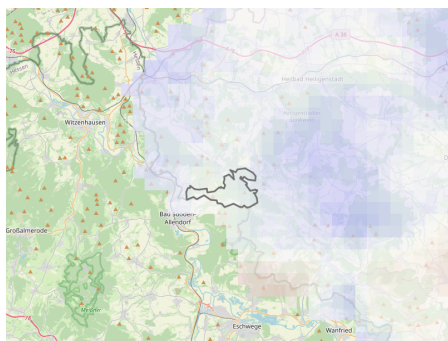 A 38
Heilbad Heiligenstadt
Witzenhausen
Bad Sooden-
Allendorf
Großalmerode
Meißner
Eschwege
Wanfried